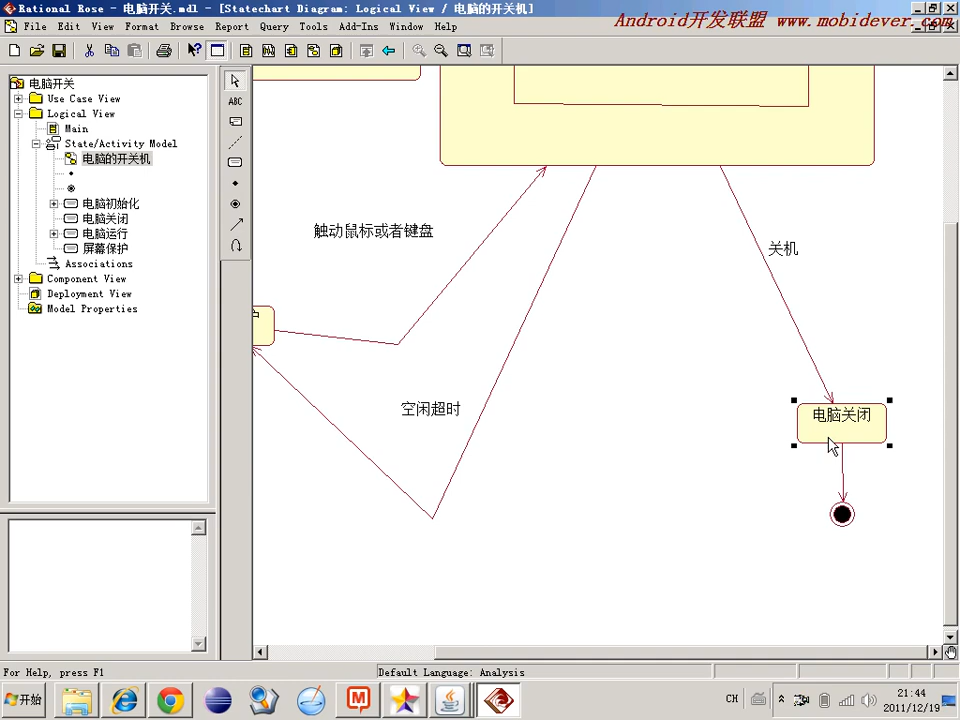 Rational Rose - 电脑开关.mdl - [Statechart Diagram: Logical View / 电脑的开关机]
Android开发联盟 www.mobidever.com
File Edit View Format Browse Report Query Tools Add-Ins Window Help
电脑开关
Use Case View
Logical View
Main
State/Activity Model
电脑的开关机
电脑初始化
电脑关闭
电脑运行
屏幕保护
Associations
Component View
Deployment View
Model Properties
ABC
触动鼠标或者键盘
关机
空闲超时
电脑关闭
For Help, press F1
Default Language: Analysis
开始
CH
21:44
2011/12/19